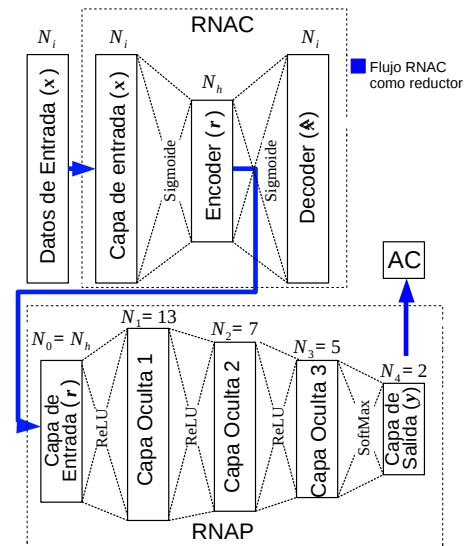 RNAC
N_i
N_i
N_h
N_i
Datos de Entrada (x)
Capa de entrada (x)
Sigmoide
Encoder (r)
Sigmoide
Decoder (x̂)
Flujo RNAC
como reductor
AC
N_0 = N_h
N_1 = 13
N_2 = 7
N_3 = 5
N_4 = 2
Capa de
Entrada (r)
ReLU
Capa Oculta 1
ReLU
Capa Oculta 2
ReLU
Capa Oculta 3
SoftMax
Capa de
Salida (y)
RNAP